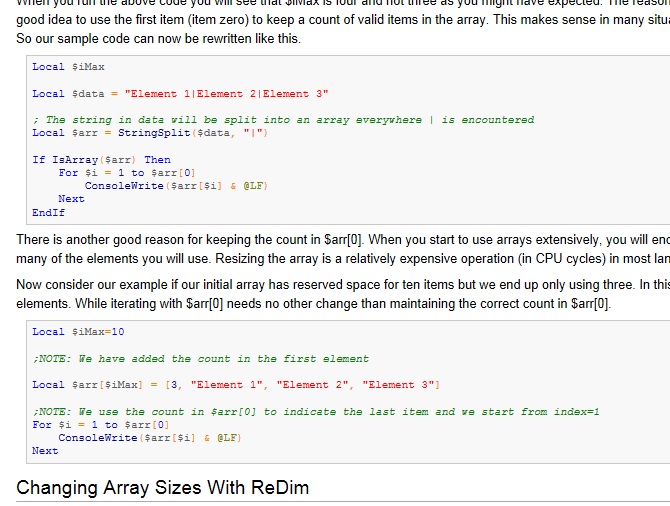 When you run the above code you will see that $iMax is four and not three as you might have expected. The reason
good idea to use the first item (item zero) to keep a count of valid items in the array. This makes sense in many
So our sample code can now be rewritten like this.
Local $iMax
Local $data = "Element 1|Element 2|Element 3"
; The string in data will be split into an array everywhere | is encountered
Local $arr = StringSplit($data, "|")
If IsArray($arr) Then
For $i = 1 to $arr[0]
ConsoleWrite($arr[$i] & @LF)
Next
EndIf
There is another good reason for keeping the count in $arr[0]. When you start to use arrays extensively, you will
many of the elements you will use. Resizing the array is a relatively expensive operation (in CPU cycles) in most
Now consider our example if our initial array has reserved space for ten items but we end up only using three. In
elements. While iterating with $arr[0] needs no other change than maintaining the correct count in $arr[0].
Local $iMax=10
;NOTE: We have added the count in the first element
Local $arr[$iMax] = [3, "Element 1", "Element 2", "Element 3"]
;NOTE: We use the count in $arr[0] to indicate the last item and we start from index=1
For $i = 1 to $arr[0]
ConsoleWrite($arr[$i] & @LF)
Next
Changing Array Sizes With ReDim